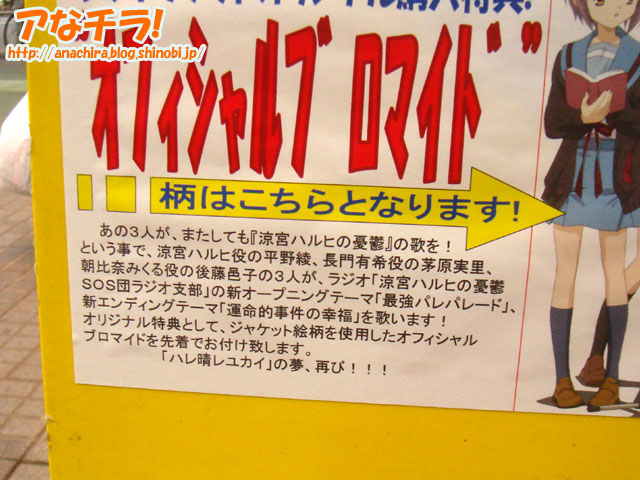 アなチラ!
http://anachira.blog.shinobi.jp/
オフィシャルブロマイド
柄はこちらとなります!
あの3人が、またしても『涼宮ハルヒの憂鬱』の歌を!
という事で、涼宮ハルヒ役の平野綾、長門有希役の茅原実里、
朝比奈みくる役の後藤邑子の3人が、ラジオ「涼宮ハルヒの憂鬱
SOS団ラジオ支部」の新オープニングテーマ「最強パレパレード」、
新エンディングテーマ「運命的事件の幸福」を歌います!
オリジナル特典として、ジャケット絵柄を使用したオフィシャル
ブロマイドを先着でお付け致します。
「ハレ晴レユカイ」の夢、再び!!!